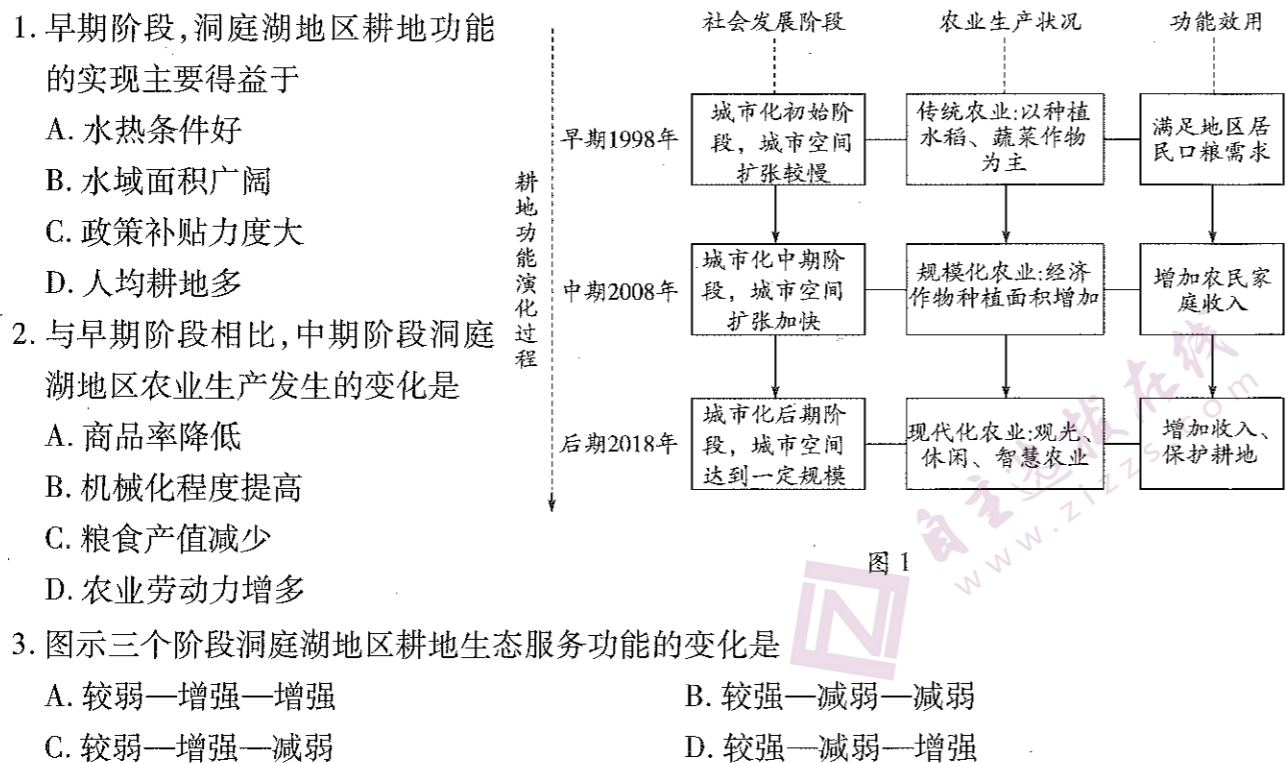 1. 早期阶段,洞庭湖地区耕地功能
的实现主要得益于
A. 水热条件好
B. 水域面积广阔
C. 政策补贴力度大
D. 人均耕地多
2. 与早期阶段相比,中期阶段洞庭
湖地区农业生产发生的变化是
A. 商品率降低
B. 机械化程度提高
C. 粮食产值减少
D. 农业劳动力增多
社会发展阶段 农业生产状况 功能效用
耕地功能演化过程
早期1998年
城市化初始阶
段，城市空间
扩张较慢
传统农业:以种植
水稻、蔬菜作物
为主
满足地区居
民口粮需求
中期2008年
城市化中期阶
段，城市空间
扩张加快
规模化农业:经济
作物种植面积增加
增加农民家
庭收入
后期2018年
城市化后期阶
段，城市空间
达到一定规模
现代化农业:观光、
休闲、智慧农业
增加收入、
保护耕地
图1
自主选拔在线
www.zizzs.com
3. 图示三个阶段洞庭湖地区耕地生态服务功能的变化是
A. 较弱—增强—增强 B. 较强—减弱—减弱
C. 较弱—增强—减弱 D. 较强—减弱—增强